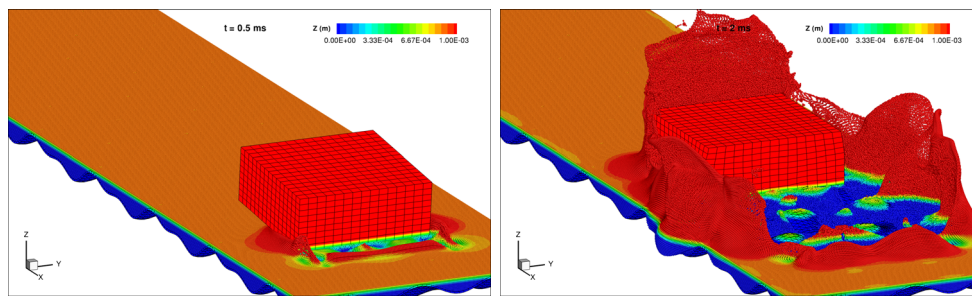 t = 0.5 ms
Z (m)
0.00E+00 3.33E-04 6.67E-04 1.00E-03
Z
Y
X
t = 2 ms
Z (m)
0.00E+00 3.33E-04 6.67E-04 1.00E-03
Z
Y
X